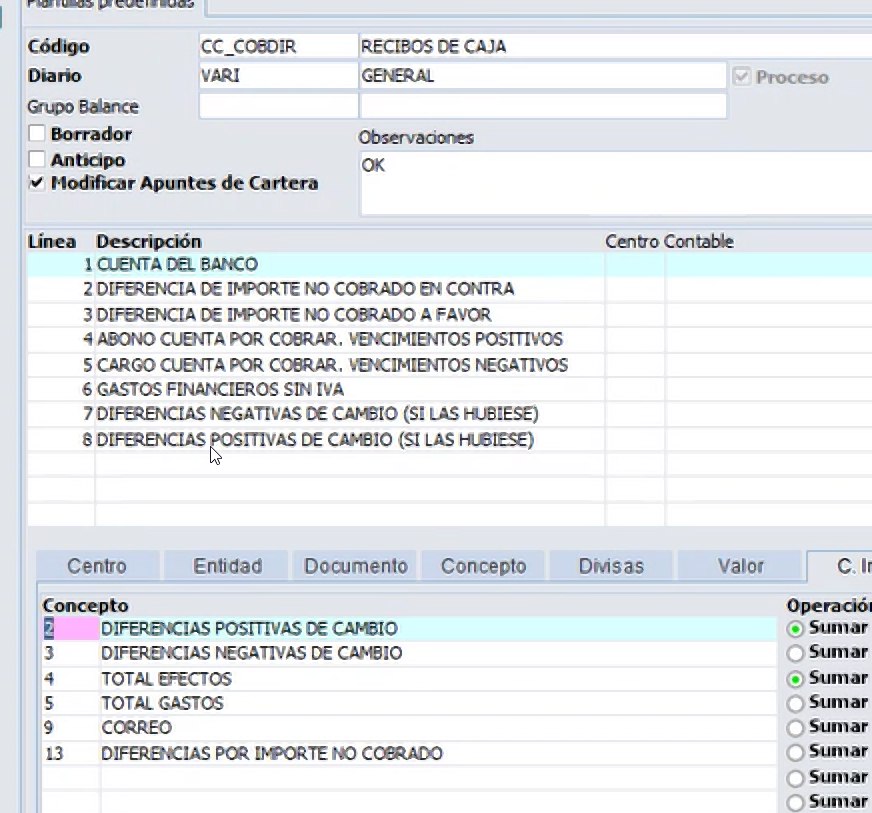 Plantillas predefinidas
Código CC_COBDIR RECIBOS DE CAJA
Diario VARI GENERAL Proceso
Grupo Balance
Borrador Observaciones
Anticipo OK
Modificar Apuntes de Cartera
Línea Descripción Centro Contable
1 CUENTA DEL BANCO
2 DIFERENCIA DE IMPORTE NO COBRADO EN CONTRA
3 DIFERENCIA DE IMPORTE NO COBRADO A FAVOR
4 ABONO CUENTA POR COBRAR. VENCIMIENTOS POSITIVOS
5 CARGO CUENTA POR COBRAR. VENCIMIENTOS NEGATIVOS
6 GASTOS FINANCIEROS SIN IVA
7 DIFERENCIAS NEGATIVAS DE CAMBIO (SI LAS HUBIESE)
8 DIFERENCIAS POSITIVAS DE CAMBIO (SI LAS HUBIESE)
Centro Entidad Documento Concepto Divisas Valor C. I
Concepto Operación
2 DIFERENCIAS POSITIVAS DE CAMBIO Sumar
3 DIFERENCIAS NEGATIVAS DE CAMBIO Sumar
4 TOTAL EFECTOS Sumar
5 TOTAL GASTOS Sumar
9 CORREO Sumar
13 DIFERENCIAS POR IMPORTE NO COBRADO Sumar
Sumar
Sumar